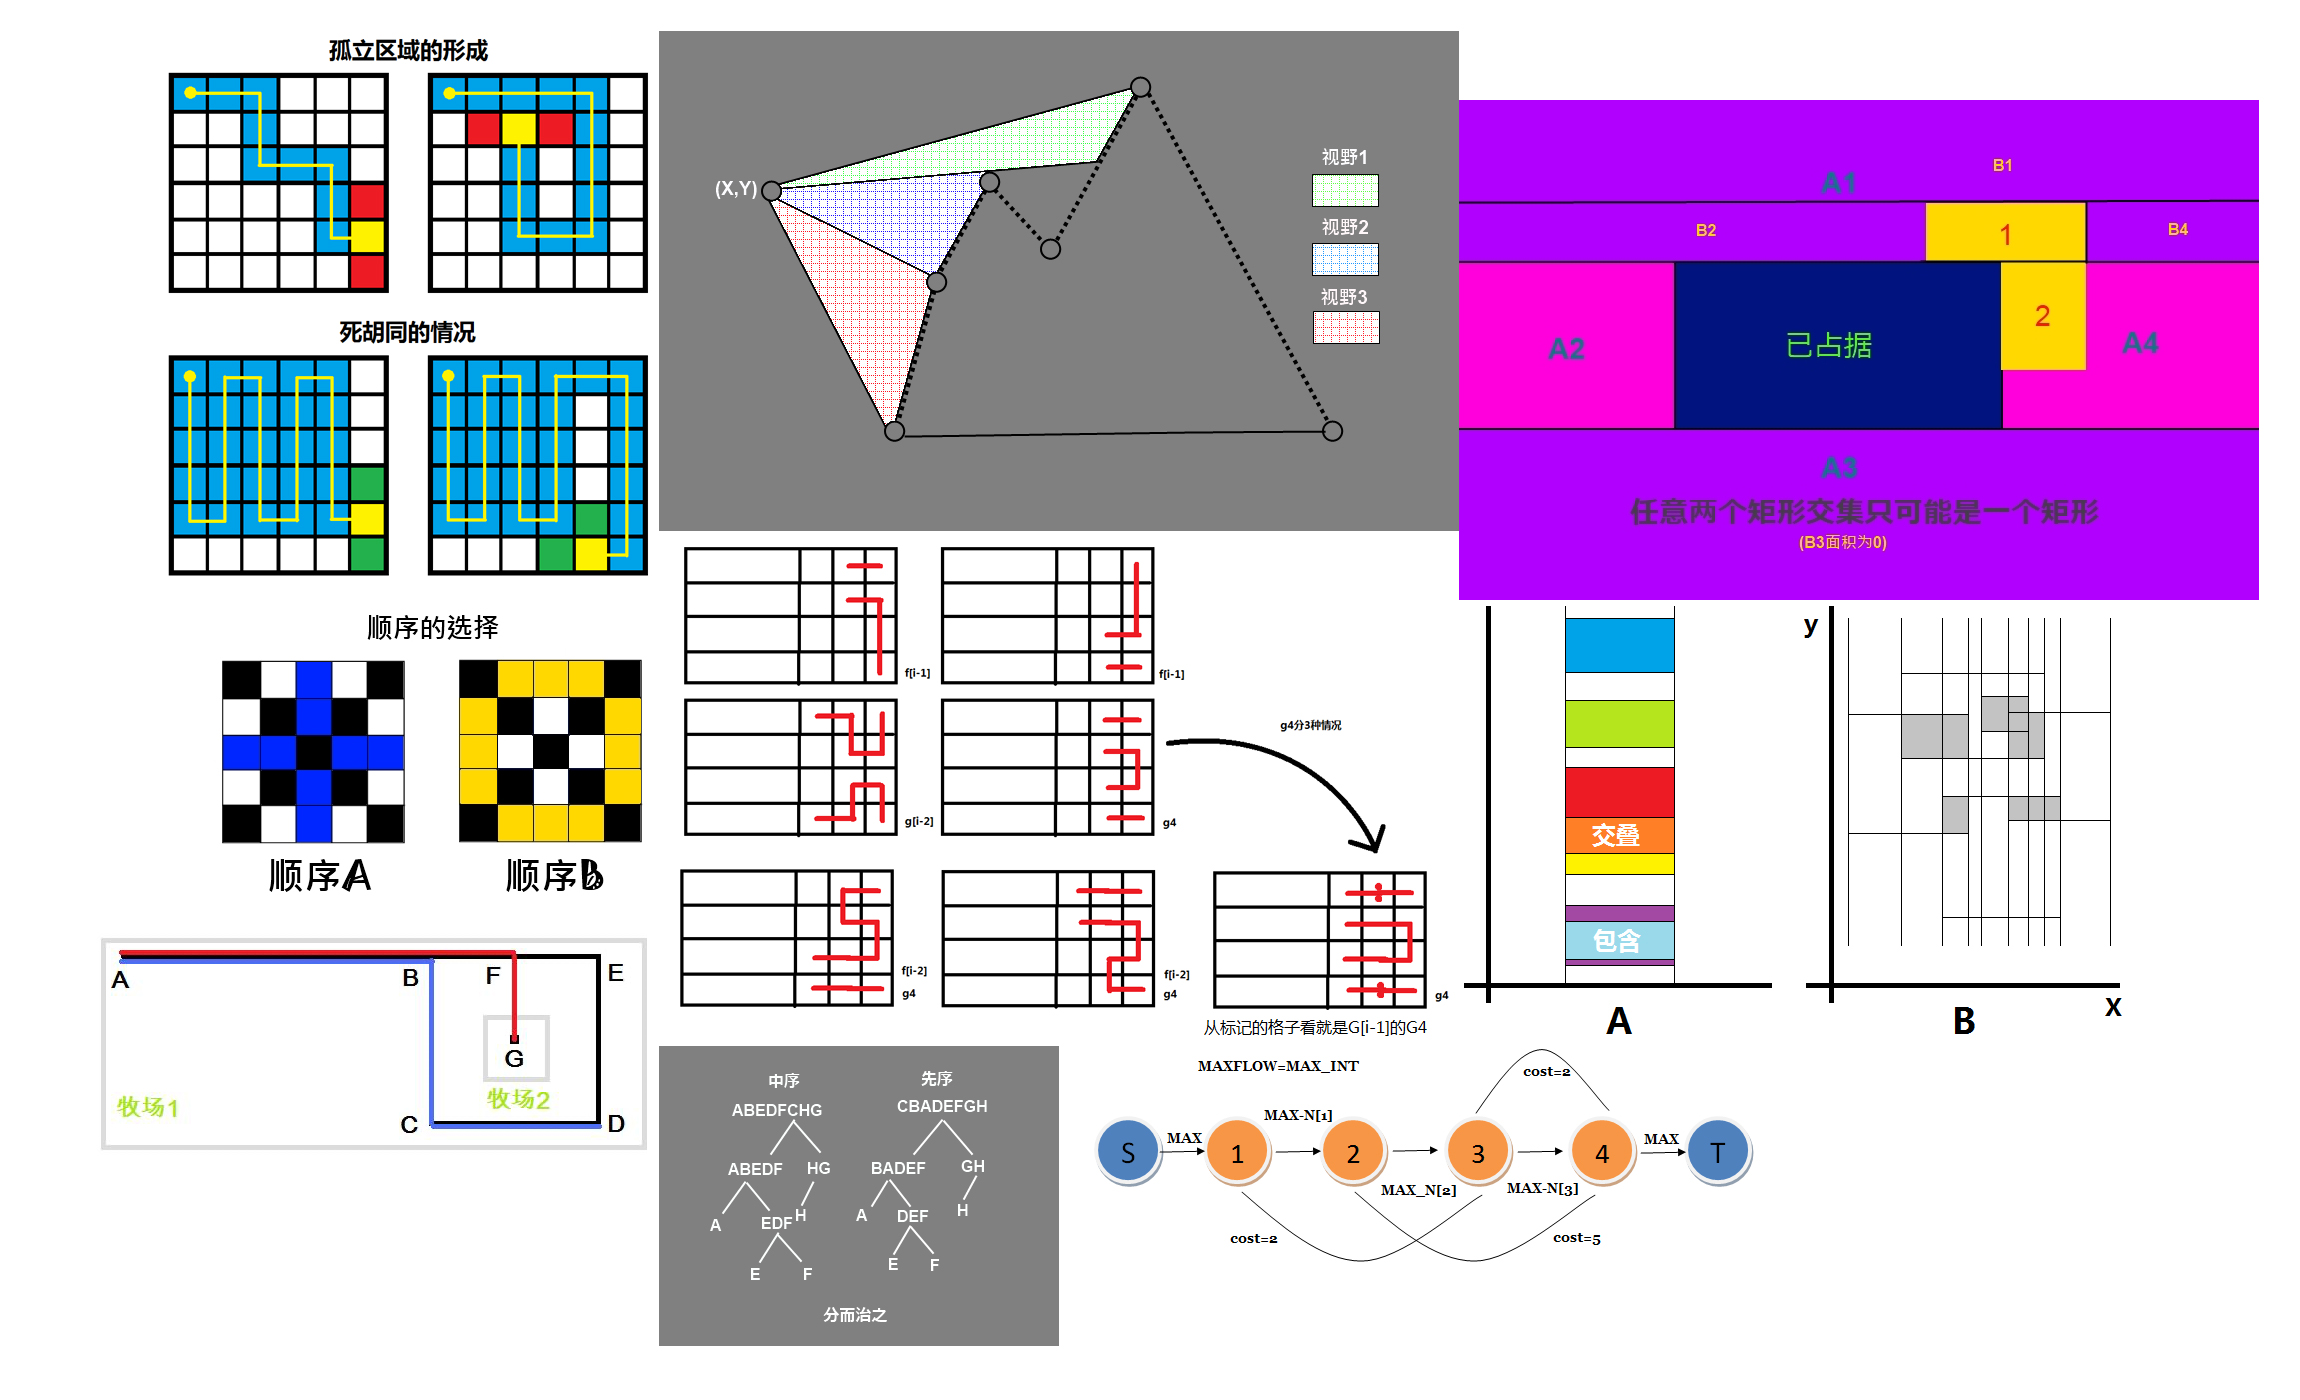 孤立区域的形成
死胡同的情况
顺序的选择
顺序A
顺序B
A
B
F
E
G
C
D
牧场1
牧场2
(X,Y)
视野1
视野2
视野3
A1
B1
B2
1
B4
A2
已占据
2
A4
A3
任意两个矩形交集只可能是一个矩形
(B3面积为0)
f[i-1]
f[i-1]
g[i-2]
g4
g4分3种情况
f[i-2]
g4
f[i-2]
g4
g4
从标记的格子看就是G[i-1]的G4
交叠
包含
A
y
X
B
中序
ABEDFCHG
ABEDF
HG
A
EDF
H
E
F
先序
CBADEFGH
BADEF
GH
A
DEF
H
E
F
分而治之
MAXFLOW=MAX_INT
cost=2
MAX-N[1]
MAX
MAX
S
1
2
3
4
T
MAX_N[2]
MAX-N[3]
cost=2
cost=5